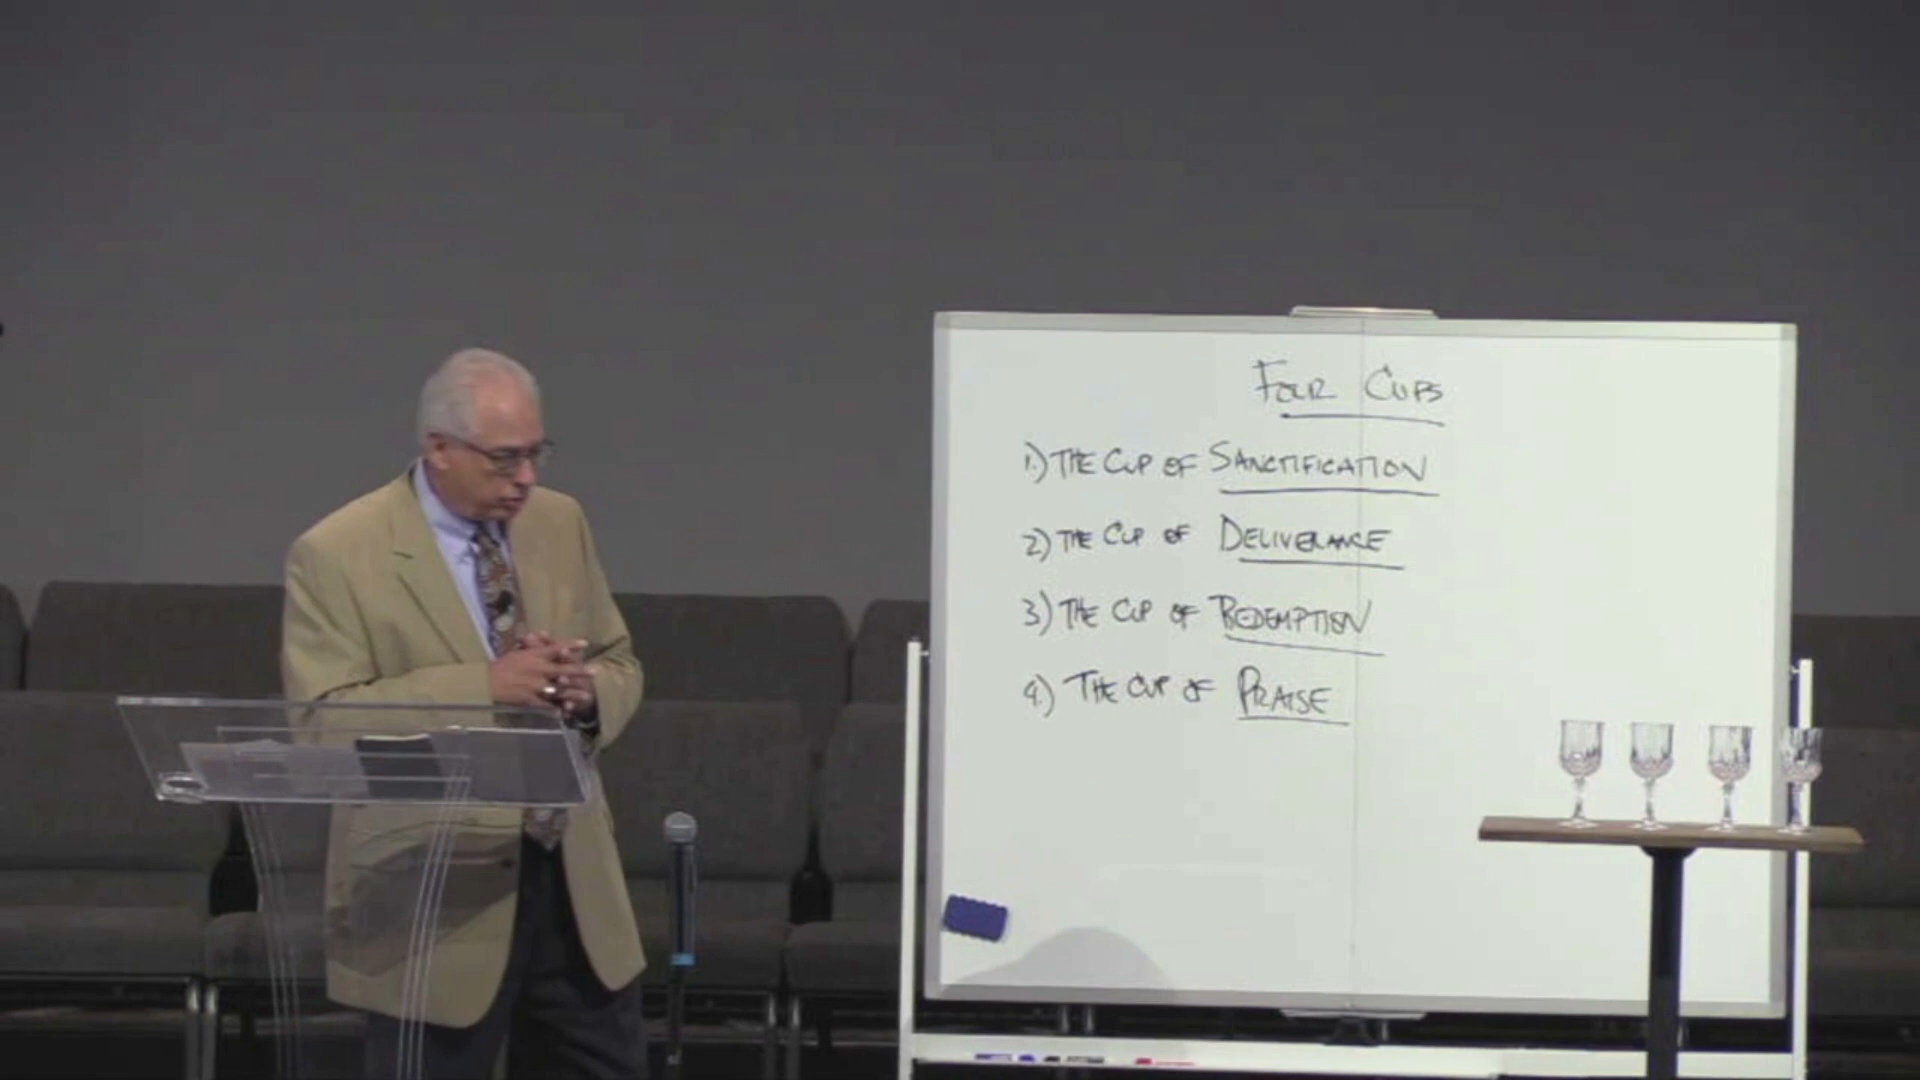 FOUR CUPS
1.) THE CUP OF SANCTIFICATION
2) THE CUP OF DELIVERANCE
3) THE CUP OF REDEMPTION
4.) THE CUP OF PRAISE